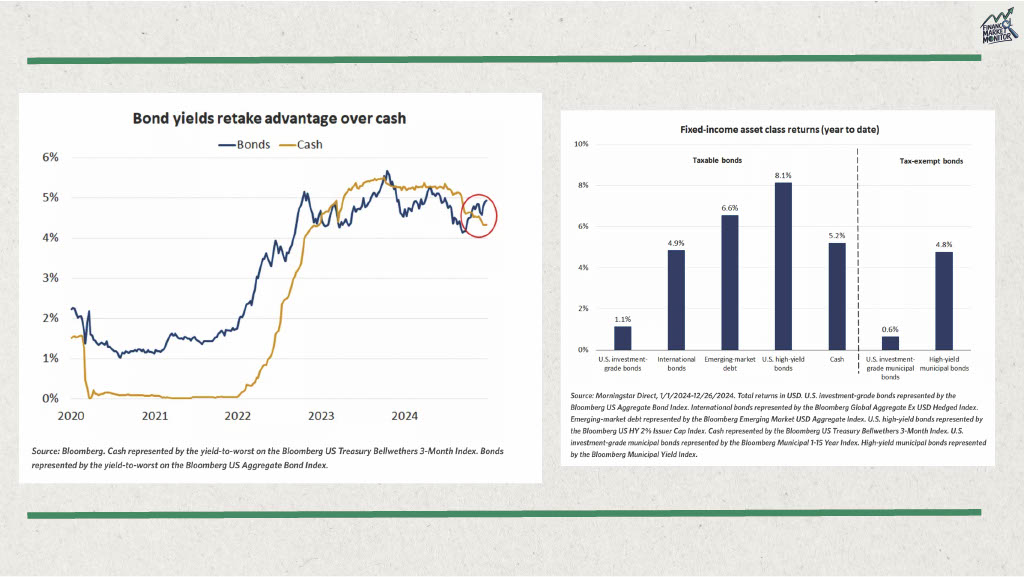 FINANCIAL
MARKET
MONITOR
Bond yields retake advantage over cash
Bonds Cash
6%
5%
4%
3%
2%
1%
0%
2020 2021 2022 2023 2024
Source: Bloomberg. Cash represented by the yield-to-worst on the Bloomberg US Treasury Bellwethers 3-Month Index. Bonds
represented by the yield-to-worst on the Bloomberg US Aggregate Bond Index.
Fixed-income asset class returns (year to date)
10%
8%
6%
4%
2%
0%
Taxable bonds
Tax-exempt bonds
1.1%
4.9%
6.6%
8.1%
5.2%
0.6%
4.8%
U.S. investment-
grade bonds
International
bonds
Emerging-market
debt
U.S. high-yield
bonds
Cash
U.S. investment-
grade municipal
bonds
High-yield
municipal bonds
Source: Morningstar Direct, 1/1/2024-12/26/2024. Total returns in USD. U.S. investment-grade bonds represented by the
Bloomberg US Aggregate Bond Index. International bonds represented by the Bloomberg Global Aggregate Ex USD Hedged Index.
Emerging-market debt represented by the Bloomberg Emerging Market USD Aggregate Index. U.S. high-yield bonds represented by
the Bloomberg US HY 2% Issuer Cap Index. Cash represented by the Bloomberg US Treasury Bellwethers 3-Month Index. U.S.
investment-grade municipal bonds represented by the Bloomberg Municipal 1-15 Year Index. High-yield municipal bonds represented
by the Bloomberg Municipal Yield Index.